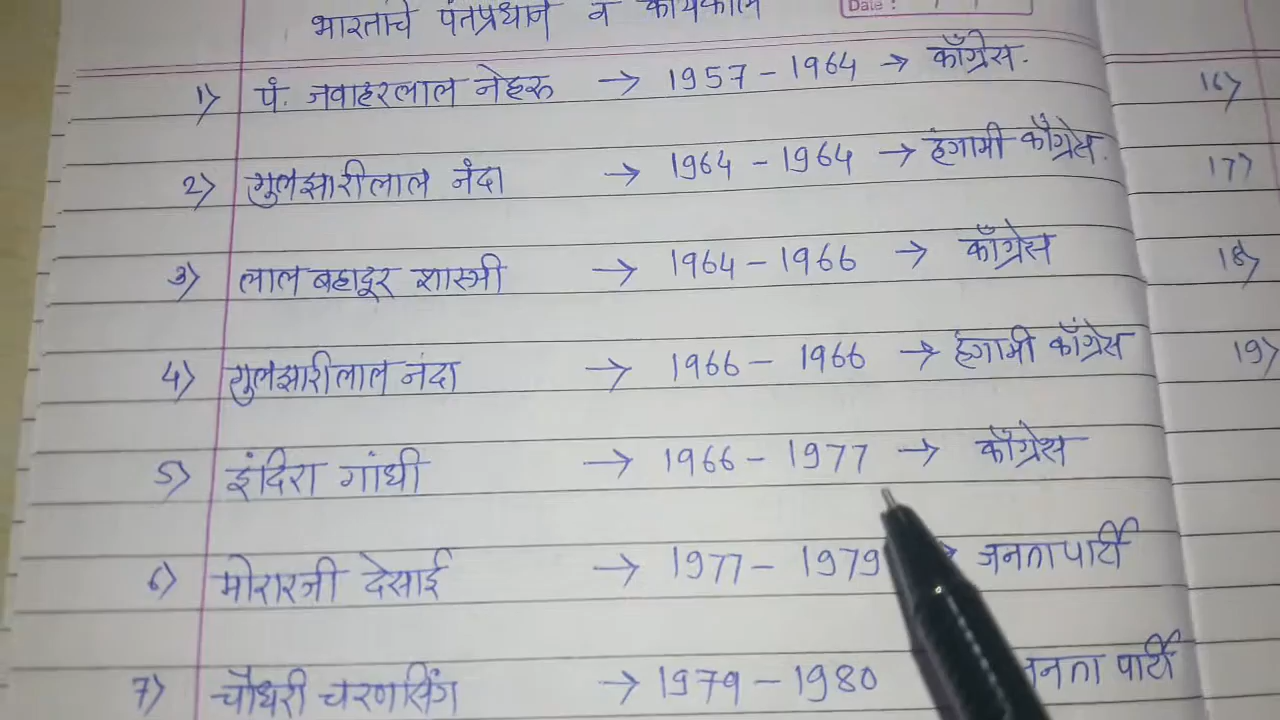 भारताचे पंतप्रधान व कार्यकाल
Date :
1) पं. जवाहरलाल नेहरू → 1957 - 1964 → काँग्रेस.
2) गुलझारीलाल नंदा → 1964 - 1964 → हंगामी काँग्रेस.
3) लाल बहादूर शास्त्री → 1964 - 1966 → काँग्रेस
4) गुलझारीलाल नंदा → 1966 - 1966 → हंगामी काँग्रेस
5) इंदिरा गांधी → 1966 - 1977 → काँग्रेस
6) मोरारजी देसाई → 1977 - 1979 → जनता पार्टी
7) चौधरी चरणसिंग → 1979 - 1980 जनता पार्टी
16)
17)
18)
19)